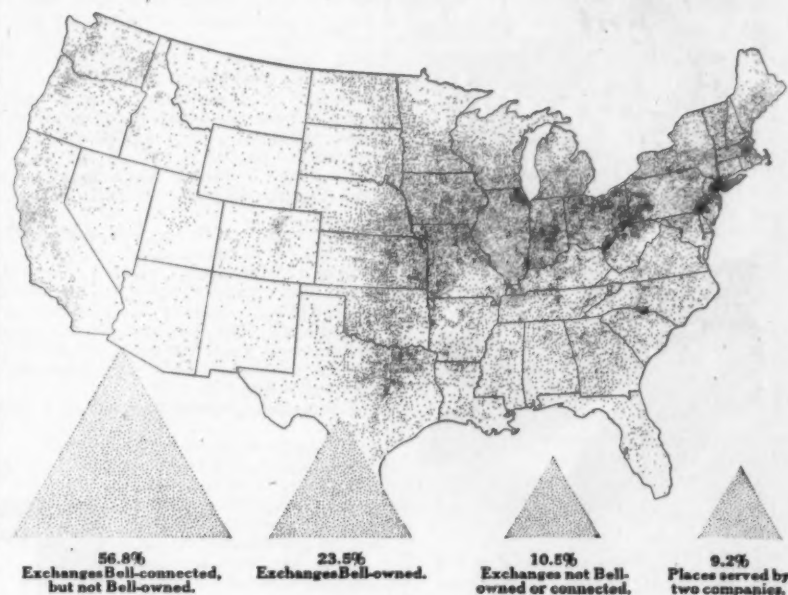 56.8%
Exchanges Bell-connected,
but not Bell-owned.
23.5%
Exchanges Bell-owned.
10.5%
Exchanges not Bell-
owned or connected.
9.2%
Places served by
two companies.